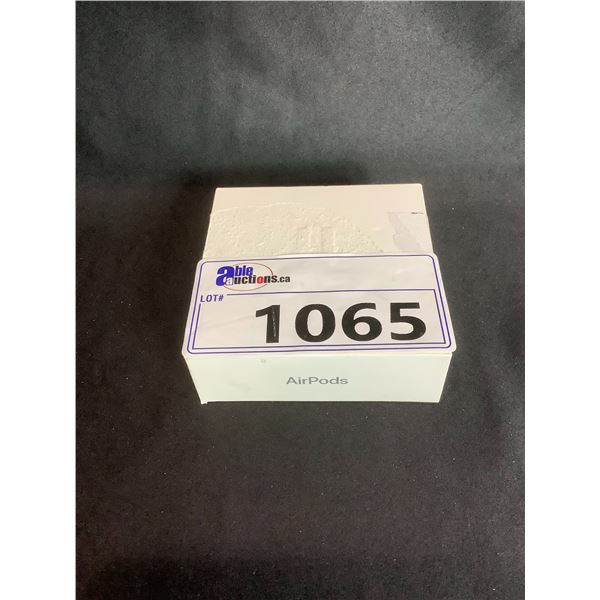 able
auctions.ca
LOT#
1065
AirPods